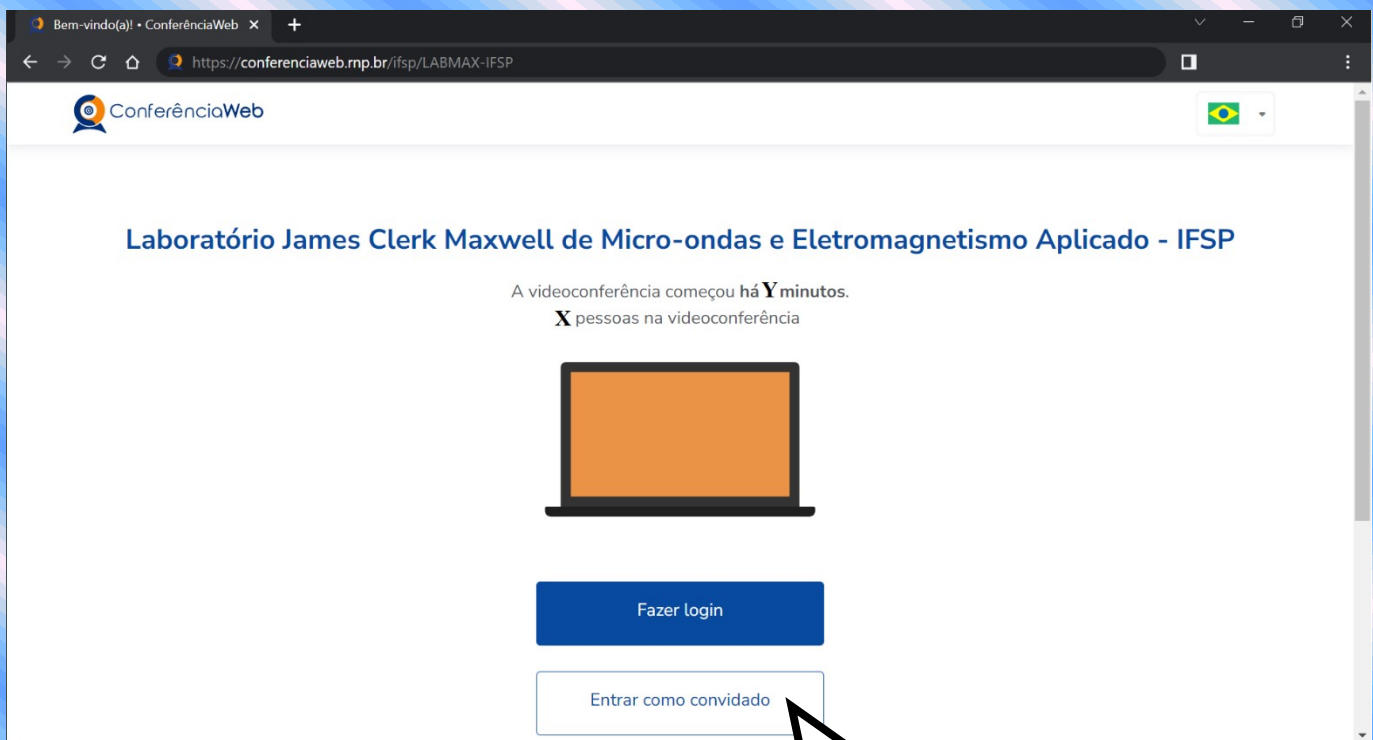 Bem-vindo(a)! • ConferênciaWeb
https://conferenciaweb.rnp.br/ifsp/LABMAX-IFSP
ConferênciaWeb
Laboratório James Clerk Maxwell de Micro-ondas e Eletromagnetismo Aplicado - IFSP
A videoconferência começou há Y minutos.
X pessoas na videoconferência
Fazer login
Entrar como convidado